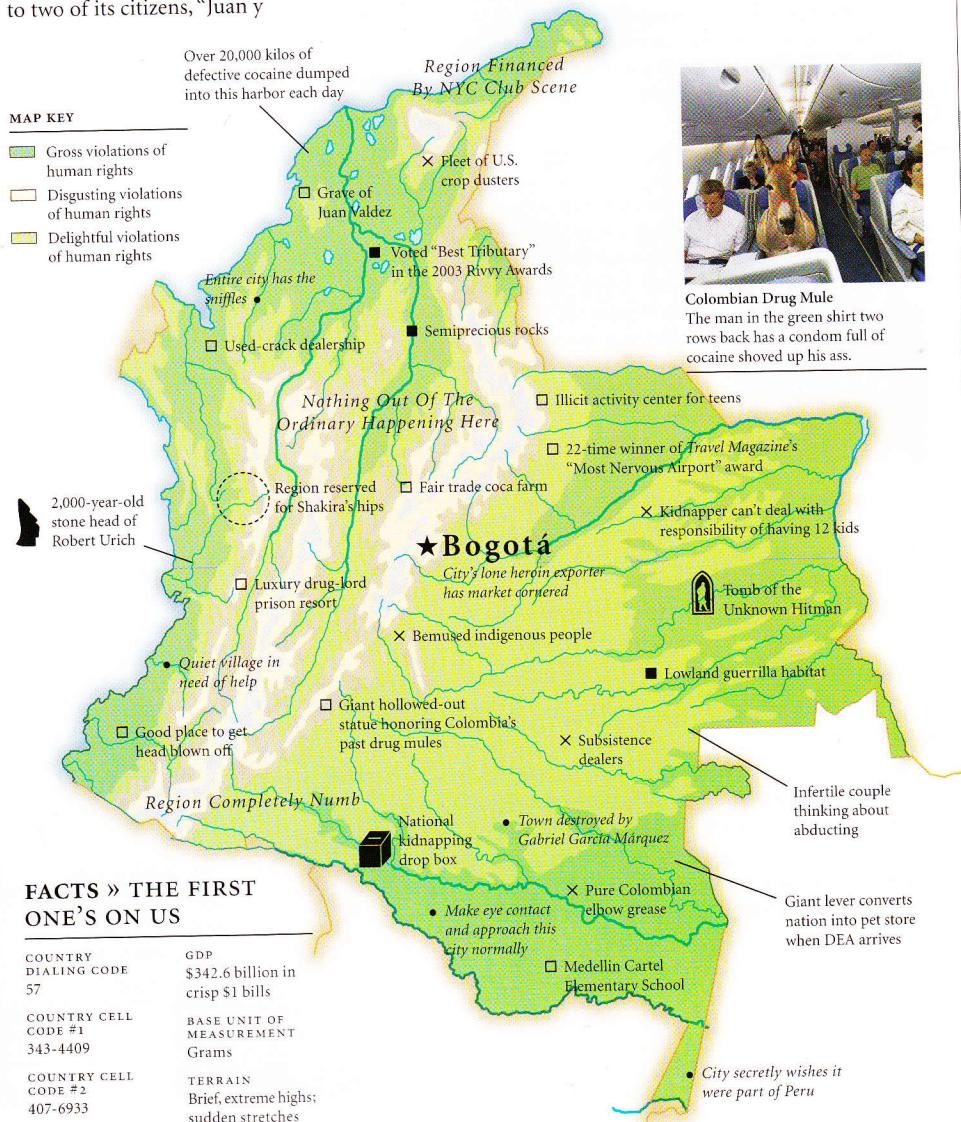 to two of its citizens, "Juan y
Over 20,000 kilos of
defective cocaine dumped
into this harbor each day
Region Financed
By NYC Club Scene
MAP KEY
Gross violations of
human rights
Disgusting violations
of human rights
Delightful violations
of human rights
Fleet of U.S.
crop dusters
Grave of
Juan Valdez
Voted "Best Tributary"
in the 2003 Rivvy Awards
Entire city has the
sniffles
Semiprecious rocks
Used-crack dealership
Colombian Drug Mule
The man in the green shirt two
rows back has a condom full of
cocaine shoved up his ass.
Nothing Out Of The
Ordinary Happening Here
Illicit activity center for teens
22-time winner of Travel Magazine's
"Most Nervous Airport" award
Region reserved
for Shakira's hips
Fair trade coca farm
2,000-year-old
stone head of
Robert Urich
Kidnapper can't deal with
responsibility of having 12 kids
Bogotá
City's lone heroin exporter
has market cornered
Luxury drug-lord
prison resort
Tomb of the
Unknown Hitman
Bemused indigenous people
Quiet village in
need of help
Lowland guerrilla habitat
Giant hollowed-out
statue honoring Colombia's
past drug mules
Good place to get
head blown off
Subsistence
dealers
Infertile couple
thinking about
abducting
Region Completely Numb
National
kidnapping
drop box
Town destroyed by
Gabriel García Márquez
Pure Colombian
elbow grease
Giant lever converts
nation into pet store
when DEA arrives
Make eye contact
and approach this
city normally
Medellin Cartel
Elementary School
City secretly wishes it
were part of Peru
FACTS » THE FIRST
ONE'S ON US
COUNTRY
DIALING CODE
57
COUNTRY CELL
CODE #1
343-4409
COUNTRY CELL
CODE #2
407-6933
GDP
$342.6 billion in
crisp $1 bills
BASE UNIT OF
MEASUREMENT
Grams
TERRAIN
Brief, extreme highs;
sudden stretches